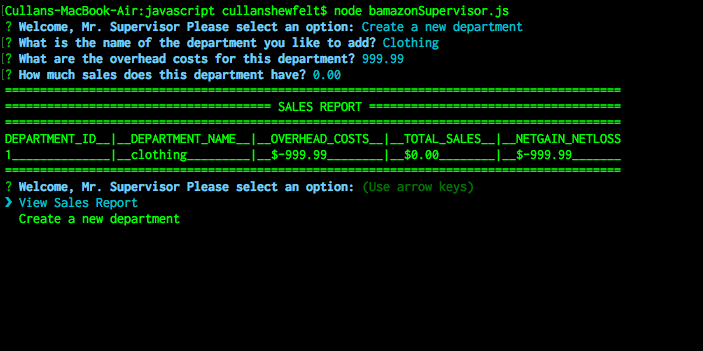 [Cullans-MacBook-Air:javascript cullanshewfelt$ node bamazonSupervisor.js
[? Welcome, Mr. Supervisor Please select an option: Create a new department
[? What is the name of the department you like to add? Clothing
[? What are the overhead costs for this department? 999.99
[? How much sales does this department have? 0.00
========================================================================================
====================================== SALES REPORT ====================================
========================================================================================
DEPARTMENT_ID__|__DEPARTMENT_NAME__|__OVERHEAD_COSTS__|__TOTAL_SALES__|__NETGAIN_NETLOSS
1______________|__clothing_________|__$-999.99________|__$0.00________|__$-999.99_______
========================================================================================
? Welcome, Mr. Supervisor Please select an option: (Use arrow keys)
❯ View Sales Report
Create a new department